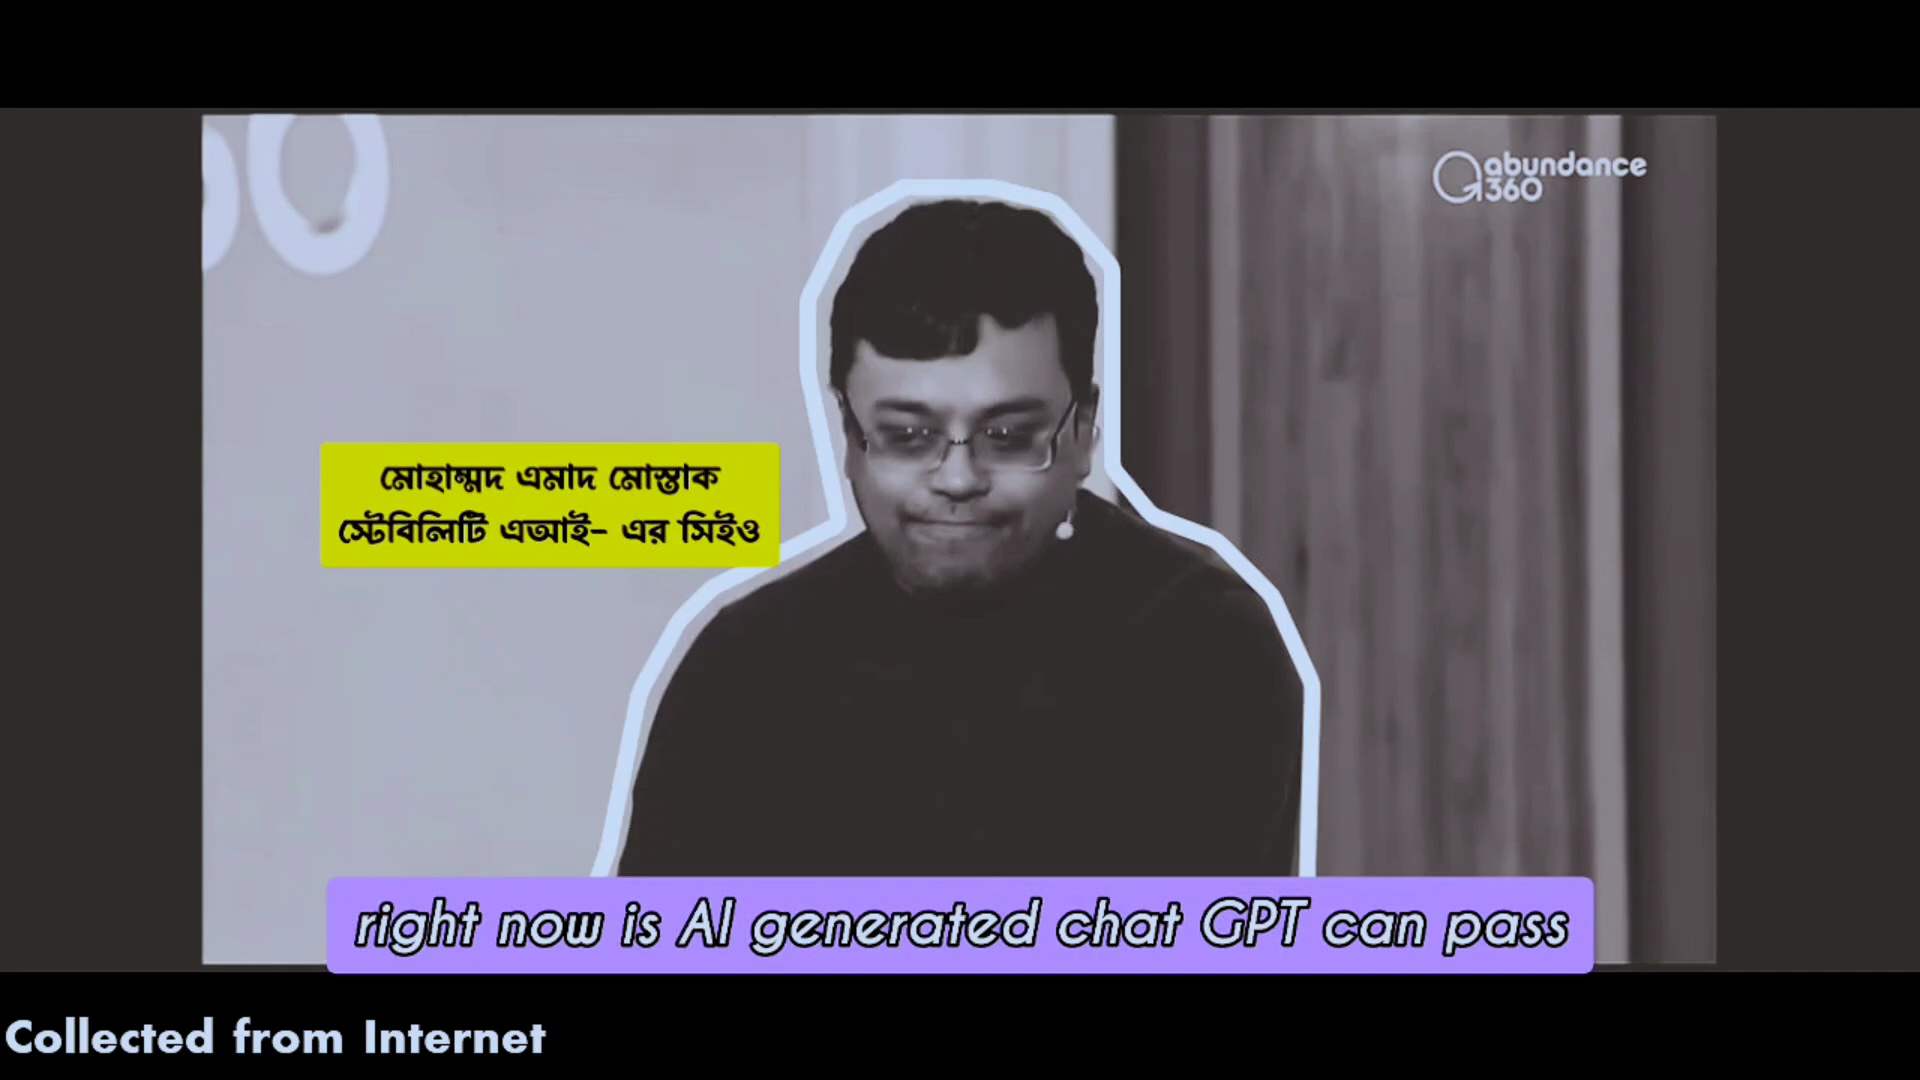 abundance
360
মোহাম্মদ এমাদ মোস্তাক
স্টেবিলিটি এআই- এর সিইও
right now is AI generated chat GPT can pass
Collected from Internet